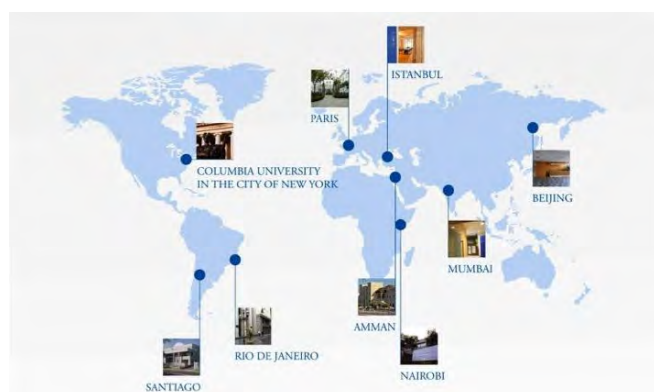 ISTANBUL
PARIS
COLUMBIA UNIVERSITY
IN THE CITY OF NEW YORK
BEIJING
MUMBAI
AMMAN
RIO DE JANEIRO
NAIROBI
SANTIAGO